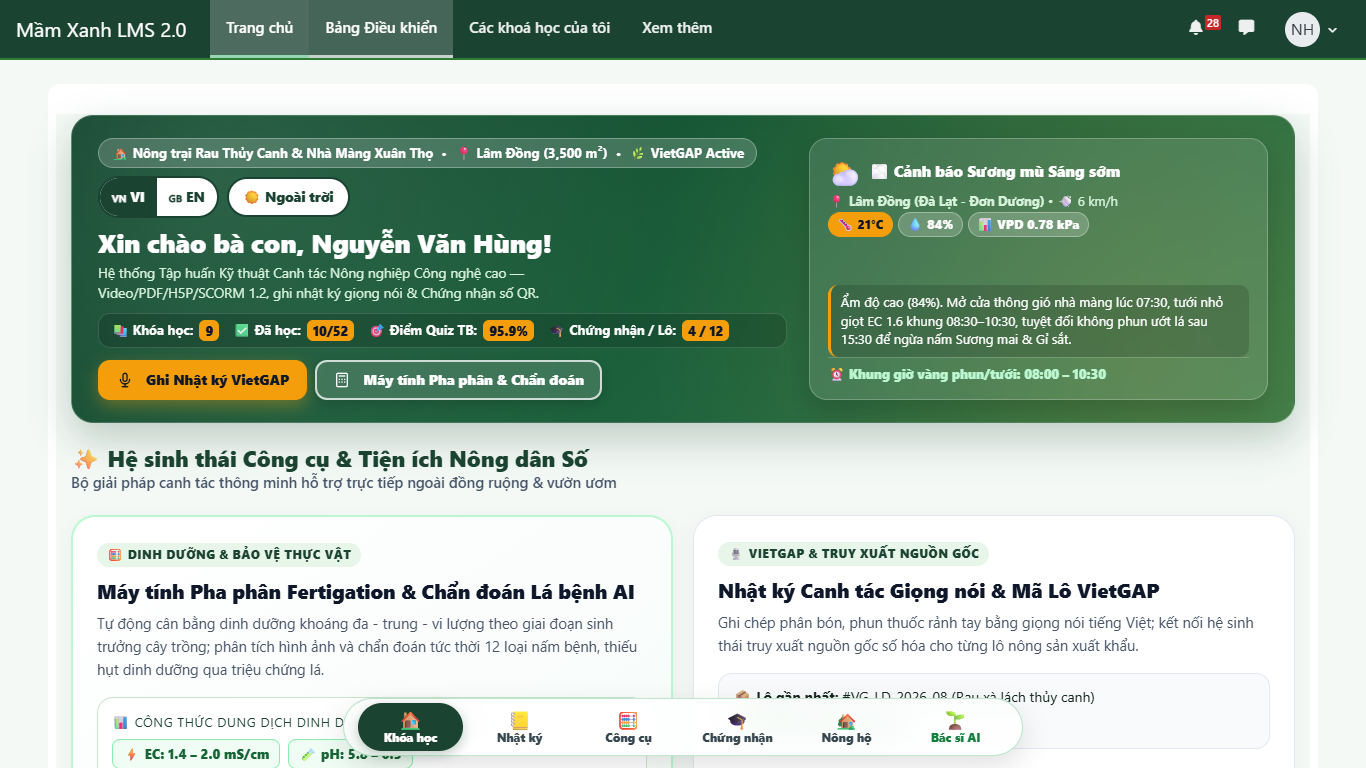 Mầm Xanh LMS 2.0
Trang chủ
Bảng Điều khiển
Các khoá học của tôi
Xem thêm
28
NH
Nông trại Rau Thủy Canh & Nhà Màng Xuân Thọ • Lâm Đồng (3,500 m²) • VietGAP Active
VN VI
GB EN
Ngoài trời
Xin chào bà con, Nguyễn Văn Hùng!
Hệ thống Tập huấn Kỹ thuật Canh tác Nông nghiệp Công nghệ cao —
Video/PDF/H5P/SCORM 1.2, ghi nhật ký giọng nói & Chứng nhận số QR.
Khóa học: 9
Đã học: 10/52
Điểm Quiz TB: 95.9%
Chứng nhận / Lô: 4 / 12
Ghi Nhật ký VietGAP
Máy tính Pha phân & Chẩn đoán
Cảnh báo Sương mù Sáng sớm
Lâm Đồng (Đà Lạt - Đơn Dương) • 6 km/h
21°C
84%
VPD 0.78 kPa
Ẩm độ cao (84%). Mở cửa thông gió nhà màng lúc 07:30, tưới nhỏ
giọt EC 1.6 khung 08:30–10:30, tuyệt đối không phun ướt lá sau
15:30 để ngừa nấm Sương mai & Gỉ sắt.
Khung giờ vàng phun/tưới: 08:00 – 10:30
Hệ sinh thái Công cụ & Tiện ích Nông dân Số
Bộ giải pháp canh tác thông minh hỗ trợ trực tiếp ngoài đồng ruộng & vườn ươm
DINH DƯỠNG & BẢO VỆ THỰC VẬT
Máy tính Pha phân Fertigation & Chẩn đoán Lá bệnh AI
Tự động cân bằng dinh dưỡng khoáng đa - trung - vi lượng theo giai đoạn sinh
trưởng cây trồng; phân tích hình ảnh và chẩn đoán tức thời 12 loại nấm bệnh, thiếu
hụt dinh dưỡng qua triệu chứng lá.
CÔNG THỨC DUNG DỊCH DINH
EC: 1.4 – 2.0 mS/cm
pH:
VIETGAP & TRUY XUẤT NGUỒN GỐC
Nhật ký Canh tác Giọng nói & Mã Lô VietGAP
Ghi chép phân bón, phun thuốc rảnh tay bằng giọng nói tiếng Việt; kết nối hệ sinh
thái truy xuất nguồn gốc số hóa cho từng lô nông sản xuất khẩu.
Lô gần nhất: #VG-LD-2026-08 (Rau xà lách thủy canh)
Khóa học
Nhật ký
Công cụ
Chứng nhận
Nông hộ
Bác sĩ AI